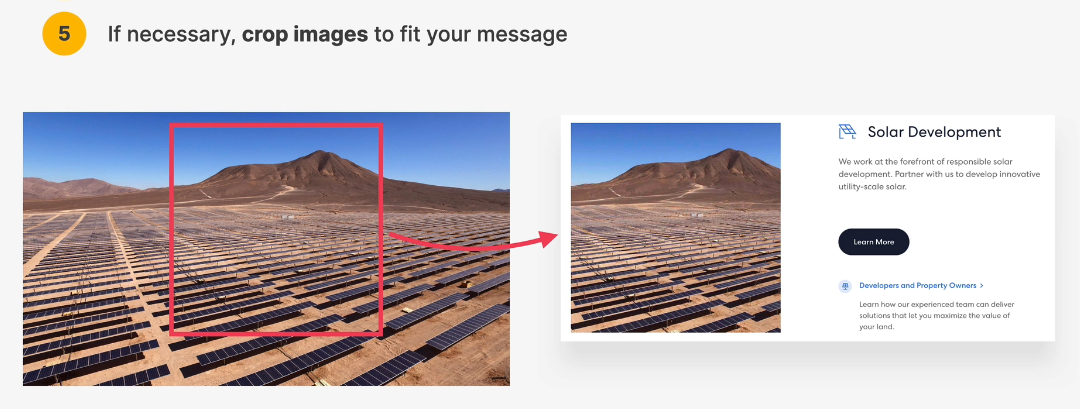 5
If necessary, crop images to fit your message
Solar Development
We work at the forefront of responsible solar
development. Partner with us to develop innovative
utility-scale solar.
Learn More
Developers and Property Owners >
Learn how our experienced team can deliver
solutions that let you maximize the value of
your land.